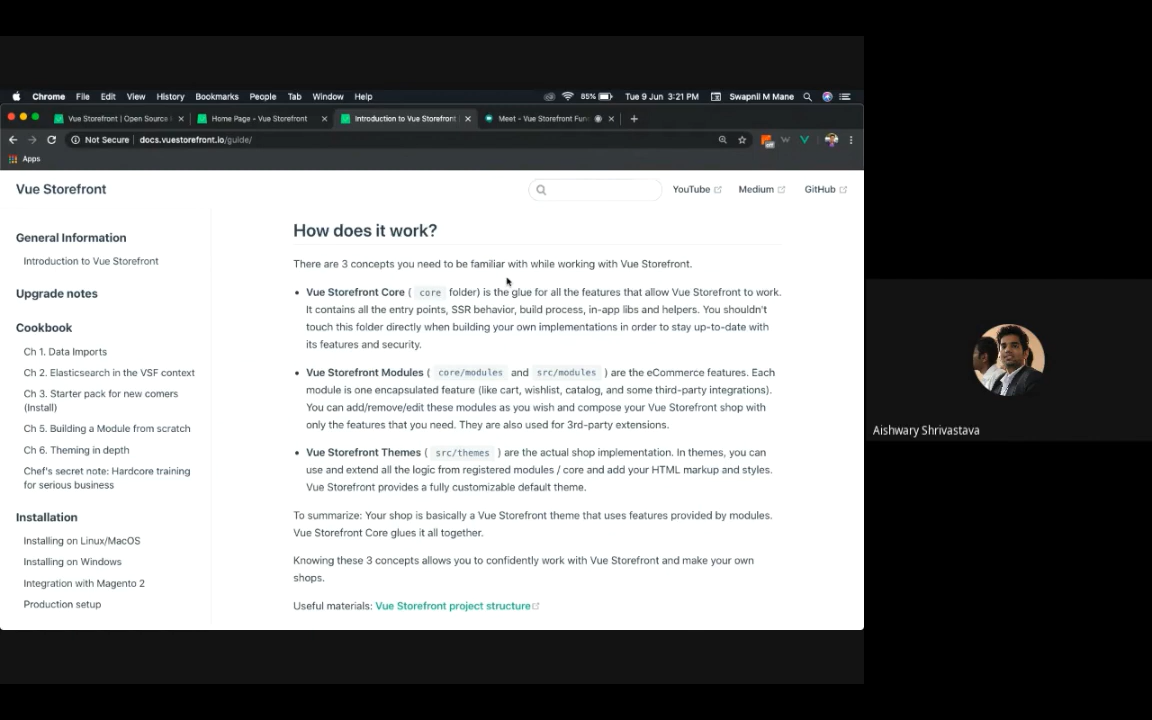 Chrome File Edit View History Bookmarks People Tab Window Help 85% Tue 9 Jun 3:21 PM Swapnil M Mane
Vue Storefront | Open Source Home Page - Vue Storefront Introduction to Vue Storefront Meet - Vue Storefront Fun
Not Secure | docs.vuestorefront.io/guide/
Apps
Vue Storefront
YouTube Medium GitHub
General Information
Introduction to Vue Storefront
Upgrade notes
Cookbook
Ch 1. Data Imports
Ch 2. Elasticsearch in the VSF context
Ch 3. Starter pack for new comers
(Install)
Ch 5. Building a Module from scratch
Ch 6. Theming in depth
Chef's secret note: Hardcore training
for serious business
Installation
Installing on Linux/MacOS
Installing on Windows
Integration with Magento 2
Production setup
How does it work?
There are 3 concepts you need to be familiar with while working with Vue Storefront.
• Vue Storefront Core ( core folder) is the glue for all the features that allow Vue Storefront to work.
It contains all the entry points, SSR behavior, build process, in-app libs and helpers. You shouldn't
touch this folder directly when building your own implementations in order to stay up-to-date with
its features and security.
• Vue Storefront Modules ( core/modules and src/modules ) are the eCommerce features. Each
module is one encapsulated feature (like cart, wishlist, catalog, and some third-party integrations).
You can add/remove/edit these modules as you wish and compose your Vue Storefront shop with
only the features that you need. They are also used for 3rd-party extensions.
• Vue Storefront Themes ( src/themes ) are the actual shop implementation. In themes, you can
use and extend all the logic from registered modules / core and add your HTML markup and styles.
Vue Storefront provides a fully customizable default theme.
To summarize: Your shop is basically a Vue Storefront theme that uses features provided by modules.
Vue Storefront Core glues it all together.
Knowing these 3 concepts allows you to confidently work with Vue Storefront and make your own
shops.
Useful materials: Vue Storefront project structure
Aishwary Shrivastava